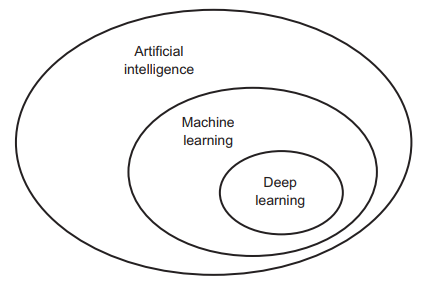 Artificial
intelligence
Machine
learning
Deep
learning